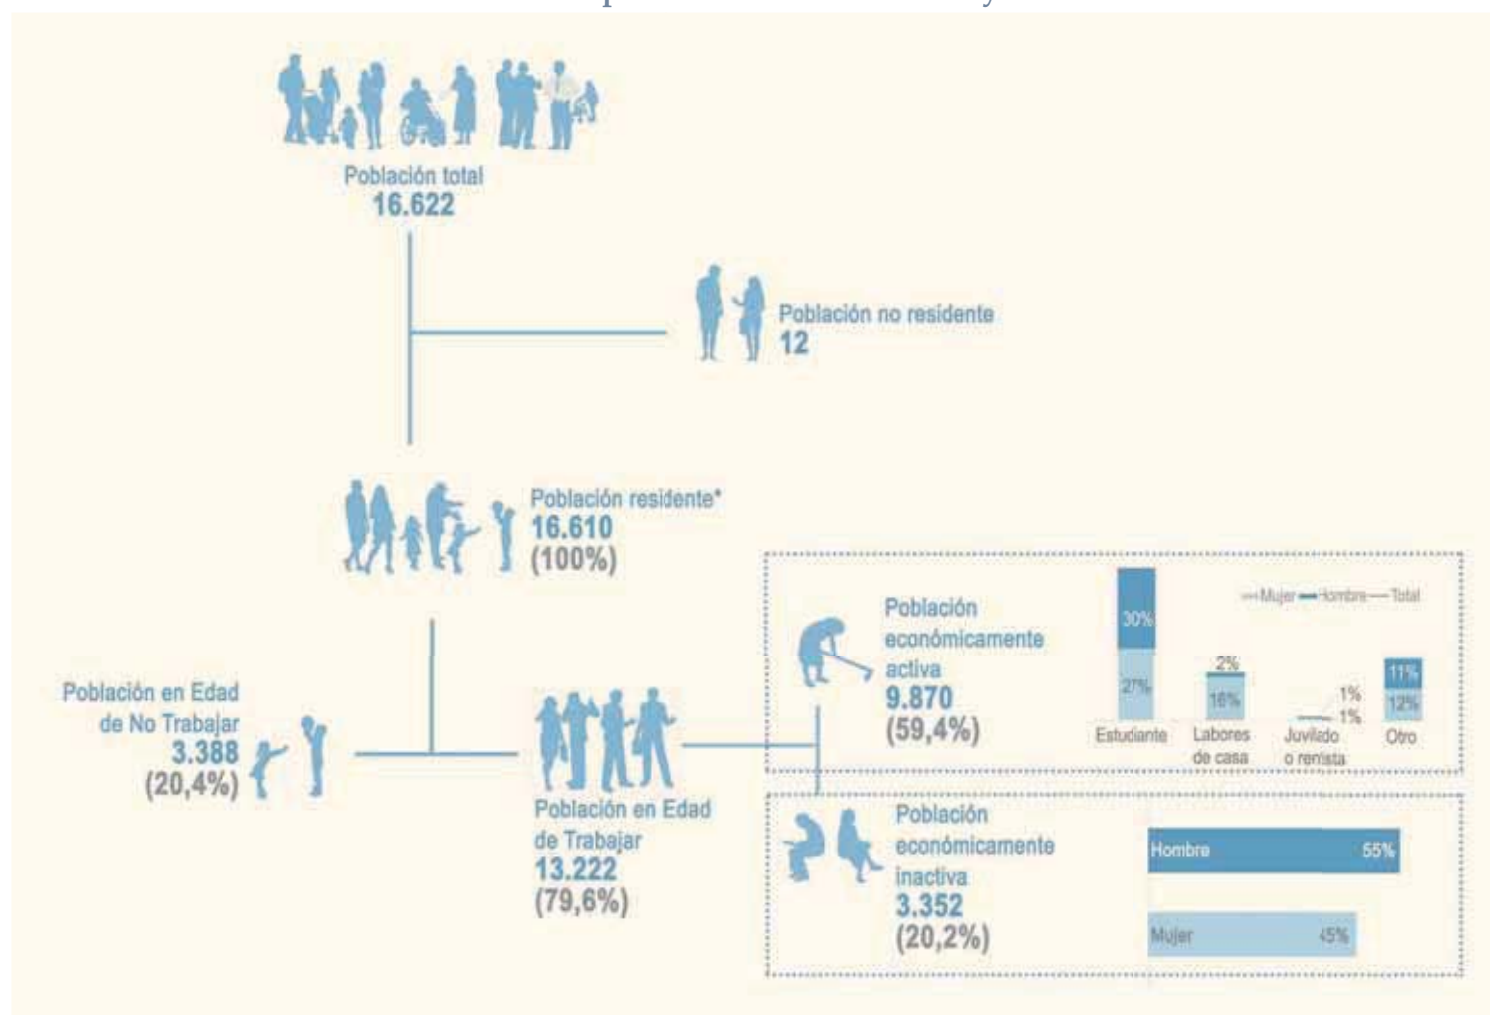 Población total
16.622
Población no residente
12
Población residente*
16.610
(100%)
Población en Edad
de No Trabajar
3.388
(20,4%)
Población en Edad
de Trabajar
13.222
(79,6%)
Población
económicamente
activa
9.870
(59,4%)
Mujer Hombre Total
30%
27%
2%
16%
1%
1%
11%
12%
Estudiante
Labores
de casa
Juvilado
o rentista
Otro
Población
económicamente
inactiva
3.352
(20,2%)
Hombre 55%
Mujer 45%